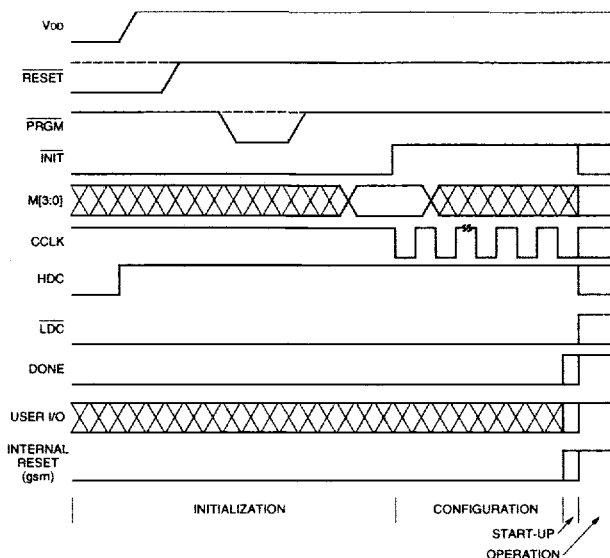 VDD
RESET
PRGM
INIT
M[3:0]
CCLK
HDC
LDC
DONE
USER I/O
INTERNAL
RESET
(gsm)
INITIALIZATION
CONFIGURATION
START-UP
OPERATION